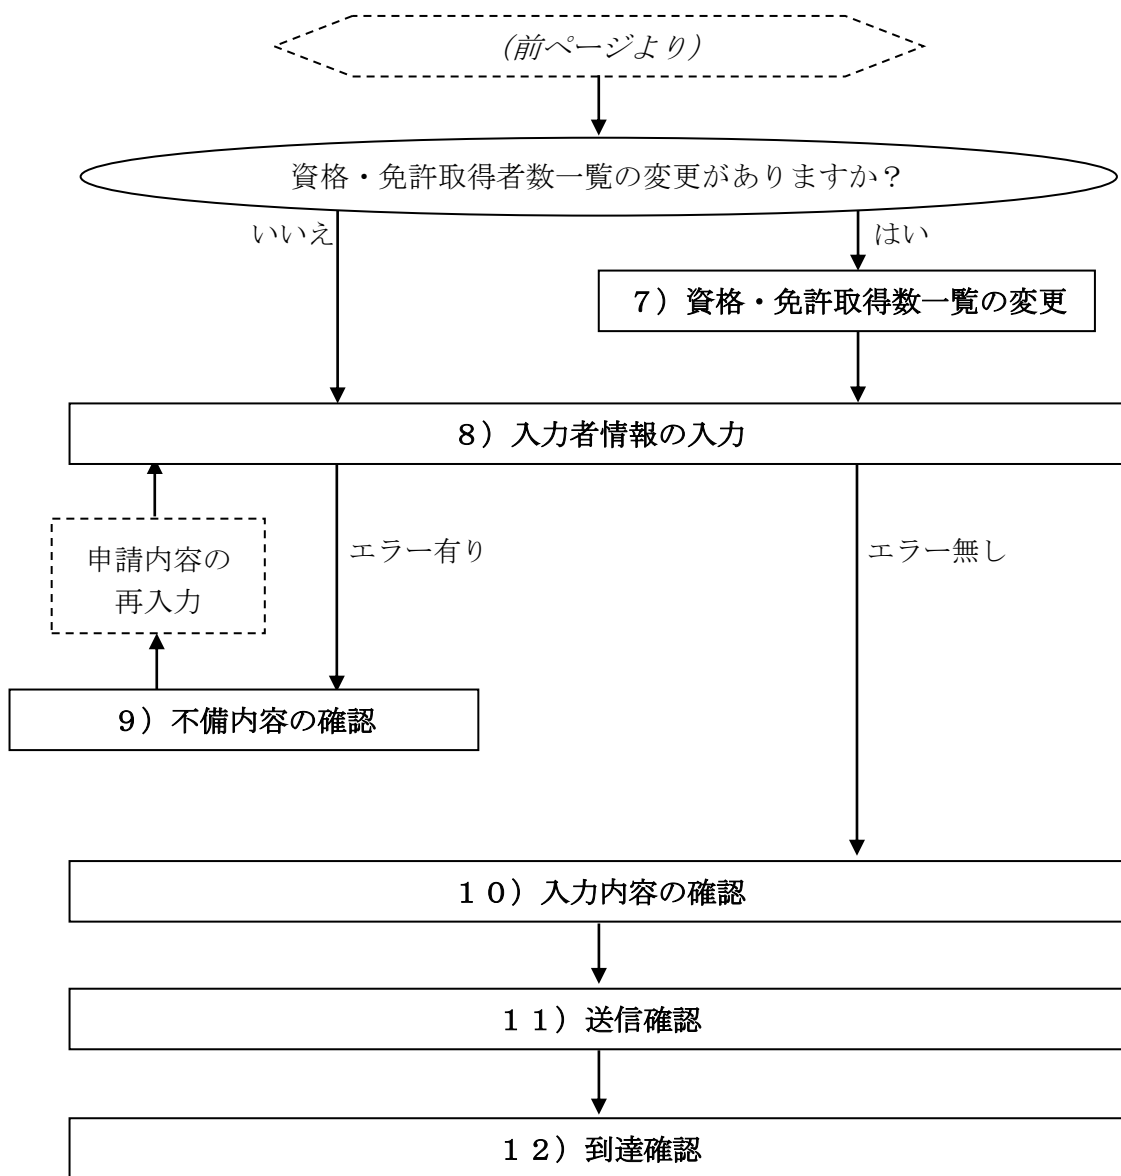 (前ページより)
資格・免許取得者数一覧の変更がありますか？
いいえ
はい
７）資格・免許取得数一覧の変更
８）入力者情報の入力
申請内容の
再入力
エラー有り
エラー無し
９）不備内容の確認
１０）入力内容の確認
１１）送信確認
１２）到達確認